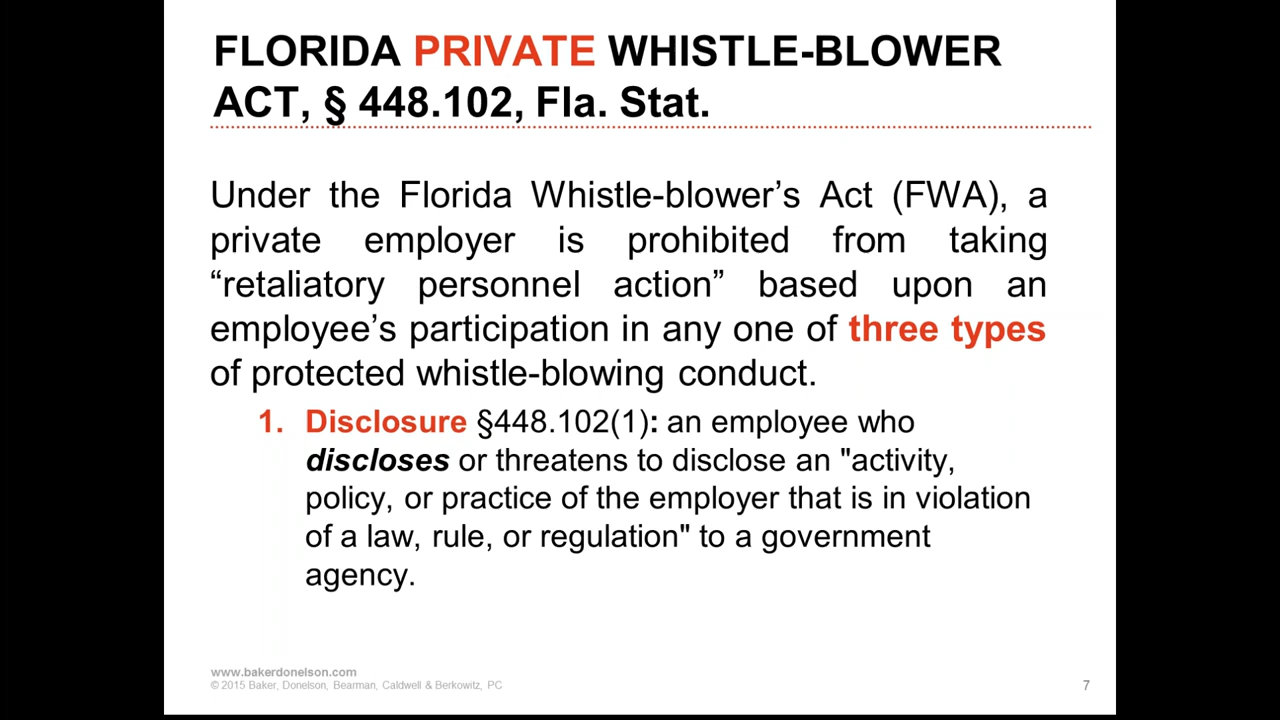 FLORIDA PRIVATE WHISTLE-BLOWER
ACT, § 448.102, Fla. Stat.
Under the Florida Whistle-blower’s Act (FWA), a
private employer is prohibited from taking
“retaliatory personnel action” based upon an
employee’s participation in any one of three types
of protected whistle-blowing conduct.
1. Disclosure §448.102(1): an employee who
discloses or threatens to disclose an "activity,
policy, or practice of the employer that is in violation
of a law, rule, or regulation" to a government
agency.
www.bakerdonelson.com
© 2015 Baker, Donelson, Bearman, Caldwell & Berkowitz, PC
7